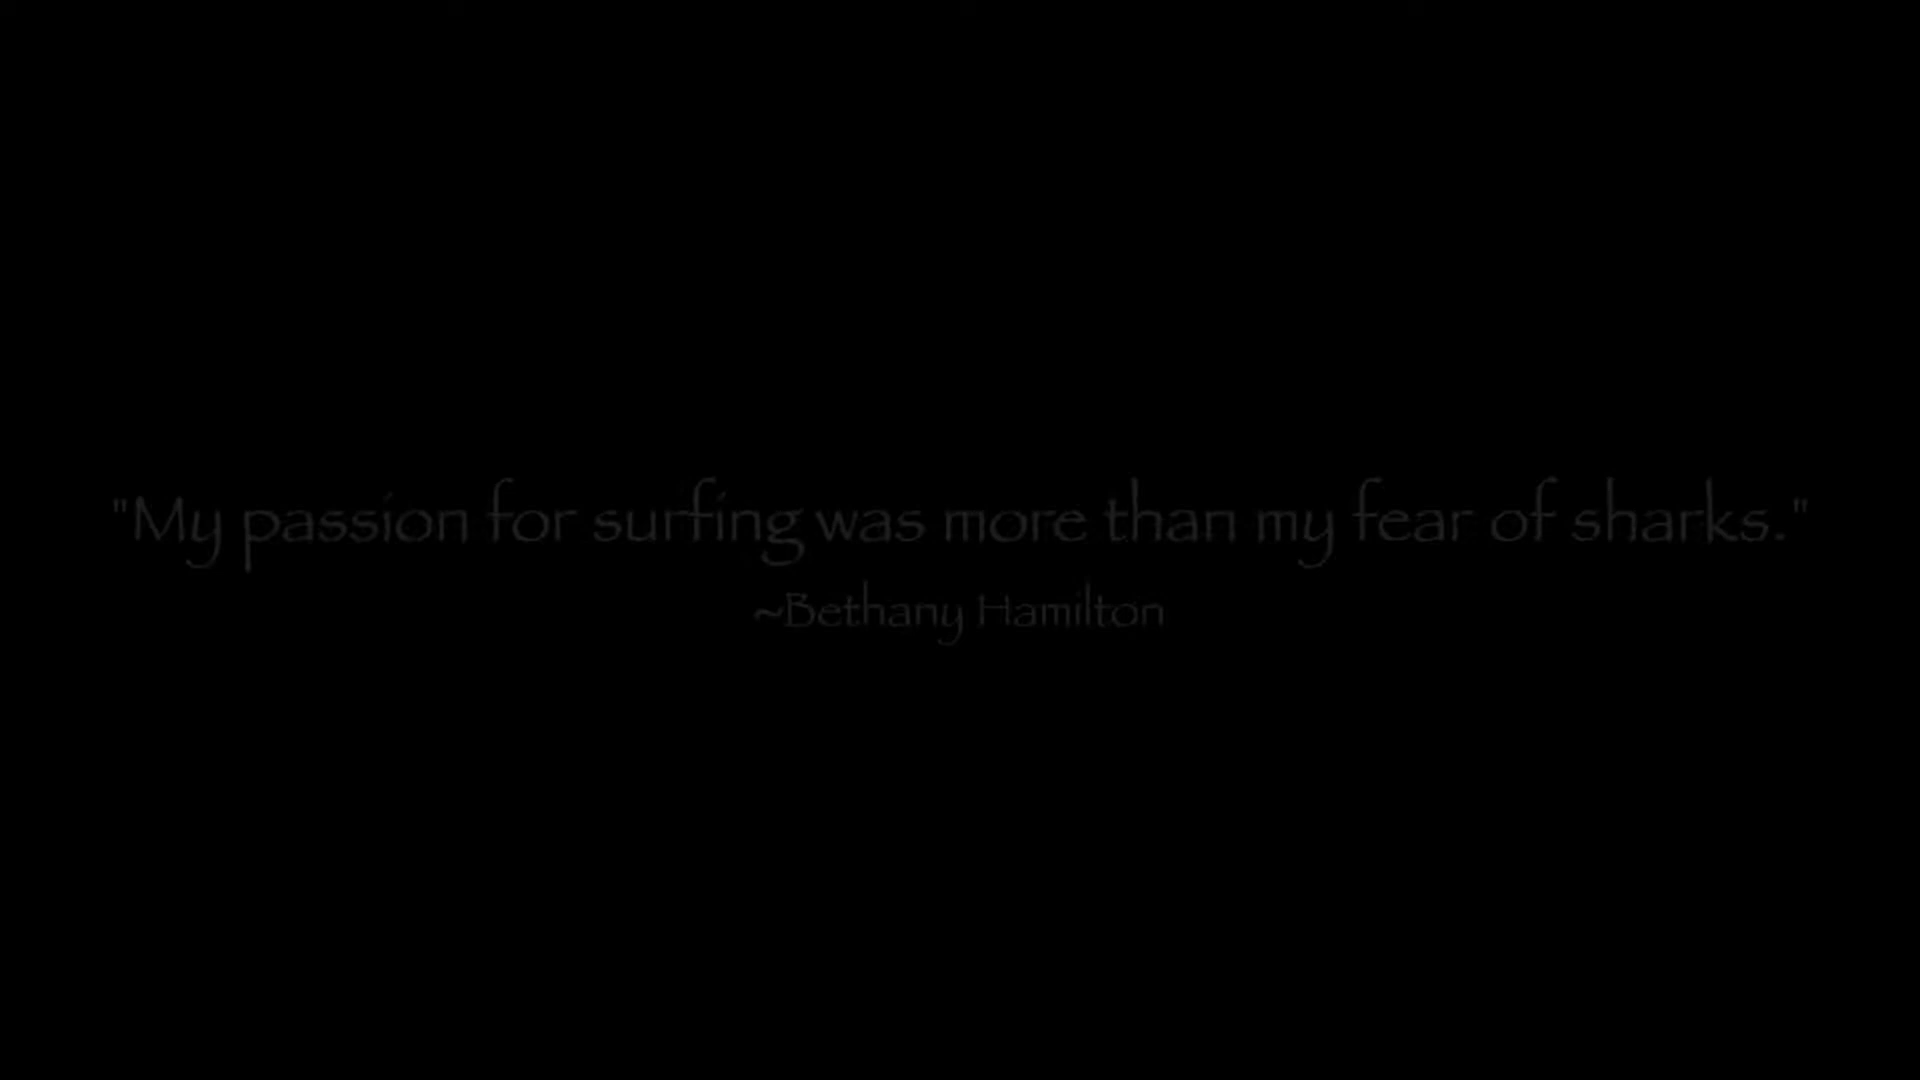 "My passion for surfing was more than my fear of sharks."
~Bethany Hamilton